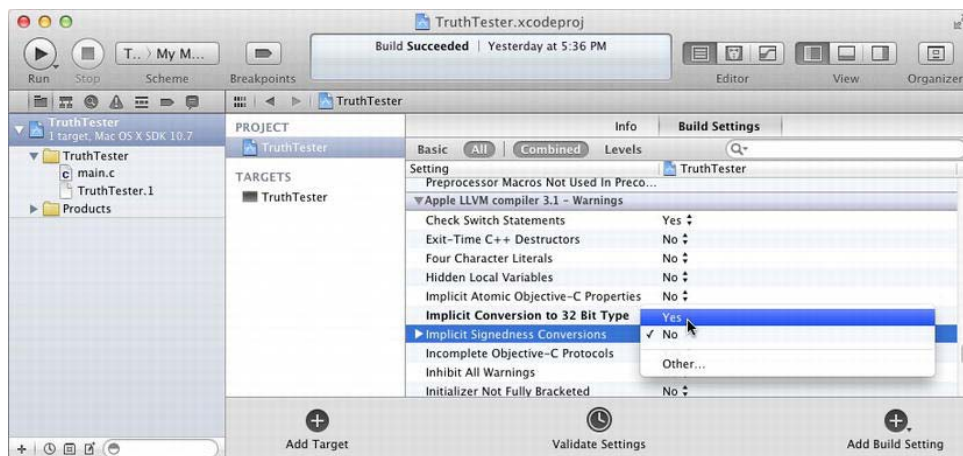 TruthTester.xcodeproj
T.. My M...
Build Succeeded | Yesterday at 5:36 PM
Run Stop Scheme Breakpoints Editor View Organizer
TruthTester
TruthTester
1 target, Mac OS X SDK 10.7
TruthTester
c main.c
TruthTester.1
Products
PROJECT
TruthTester
TARGETS
TruthTester
Info Build Settings
Basic All Combined Levels
Setting TruthTester
Preprocessor Macros Not Used In Preco...
Apple LLVM compiler 3.1 – Warnings
Check Switch Statements Yes
Exit-Time C++ Destructors No
Four Character Literals No
Hidden Local Variables No
Implicit Atomic Objective-C Properties No
Implicit Conversion to 32 Bit Type Yes
Implicit Signedness Conversions ✓ No
Incomplete Objective-C Protocols
Other...
Inhibit All Warnings
Initializer Not Fully Bracketed No
Add Target Validate Settings Add Build Setting